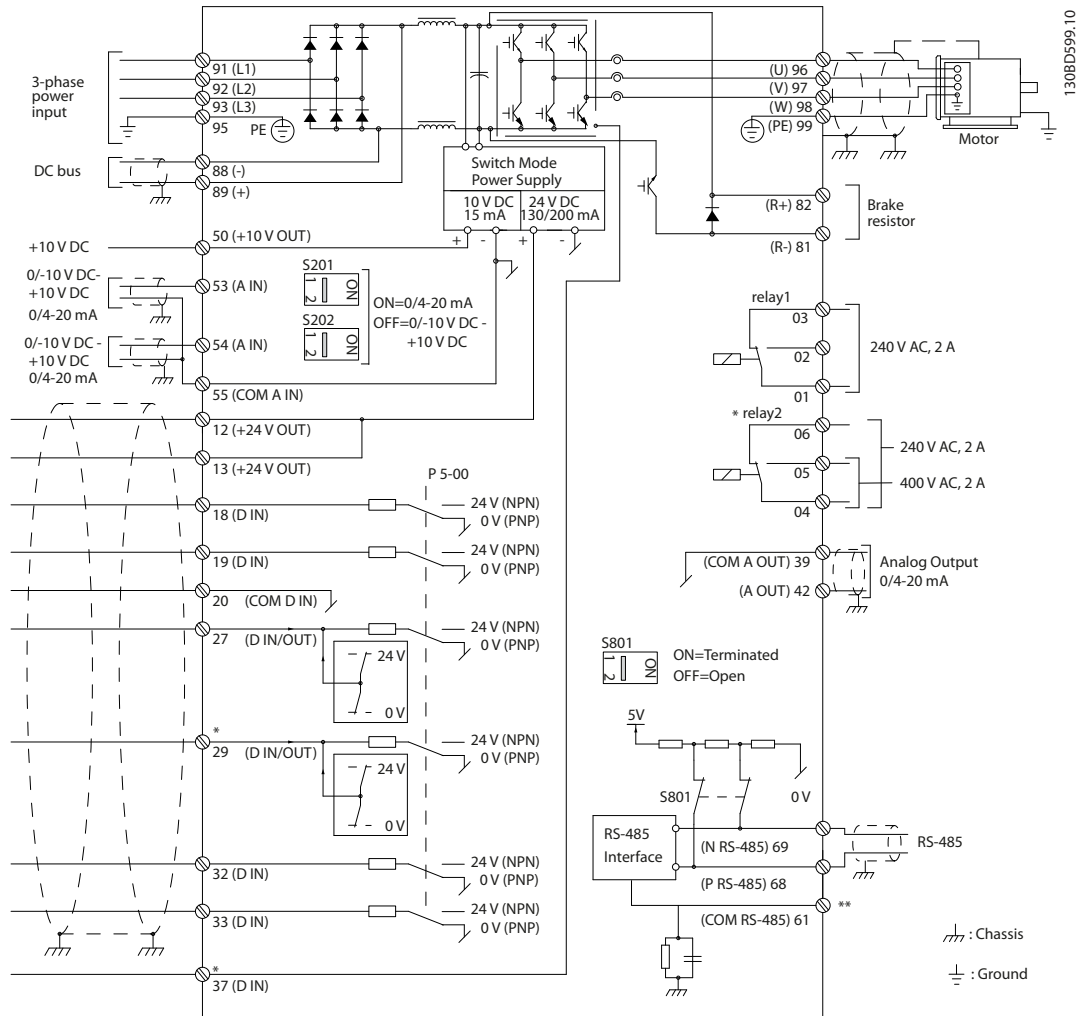 130BD599.10
3-phase
power
input
91 (L1)
92 (L2)
93 (L3)
95
PE
(U) 96
(V) 97
(W) 98
(PE) 99
Motor
DC bus
88 (-)
89 (+)
Switch Mode
Power Supply
10 V DC
15 mA
24 V DC
130/200 mA
+ - + -
(R+) 82
(R-) 81
Brake
resistor
+10 V DC
50 (+10 V OUT)
0/-10 V DC-
+10 V DC
0/4-20 mA
53 (A IN)
S201
1 2
ON
S202
1 2
ON
ON=0/4-20 mA
OFF=0/-10 V DC -
+10 V DC
0/-10 V DC -
+10 V DC
0/4-20 mA
54 (A IN)
55 (COM A IN)
relay1
03
02
01
240 V AC, 2 A
* relay2
06
05
04
240 V AC, 2 A
400 V AC, 2 A
12 (+24 V OUT)
13 (+24 V OUT)
P 5-00
18 (D IN)
24 V (NPN)
0 V (PNP)
19 (D IN)
24 V (NPN)
0 V (PNP)
20 (COM D IN)
27 (D IN/OUT)
24 V (NPN)
0 V (PNP)
24 V
0 V
*
29 (D IN/OUT)
24 V (NPN)
0 V (PNP)
24 V
0 V
32 (D IN)
24 V (NPN)
0 V (PNP)
33 (D IN)
24 V (NPN)
0 V (PNP)
*
37 (D IN)
(COM A OUT) 39
(A OUT) 42
Analog Output
0/4-20 mA
S801
1 2
ON
ON=Terminated
OFF=Open
5V
S801
0 V
RS-485
Interface
(N RS-485) 69
(P RS-485) 68
(COM RS-485) 61
RS-485
**
: Chassis
: Ground